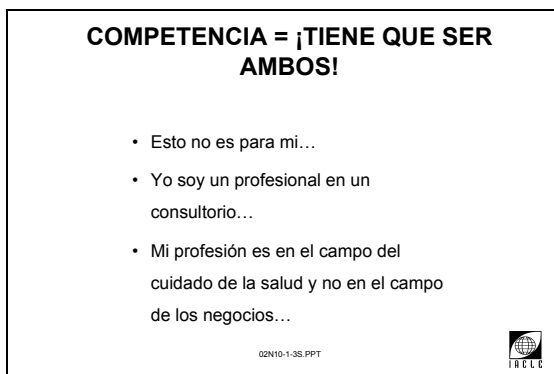 COMPETENCIA = ¡TIENE QUE SER
AMBOS!
• Esto no es para mi…
• Yo soy un profesional en un
consultorio…
• Mi profesión es en el campo del
cuidado de la salud y no en el campo
de los negocios…
02N10-1-3S.PPT
IACLE